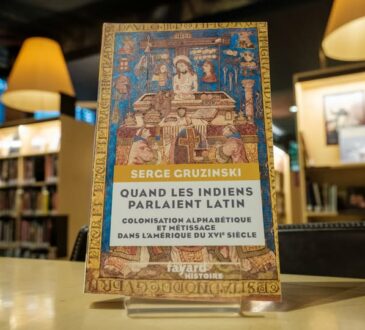 SERGE GRUZINSKI
QUAND LES INDIENS
PARLAIENT LATIN
COLONISATION ALPHABÉTIQUE
ET MÉTISSAGE
DANS L'AMÉRIQUE DU XVIᵉ SIÈCLE
fayard
HISTOIRE